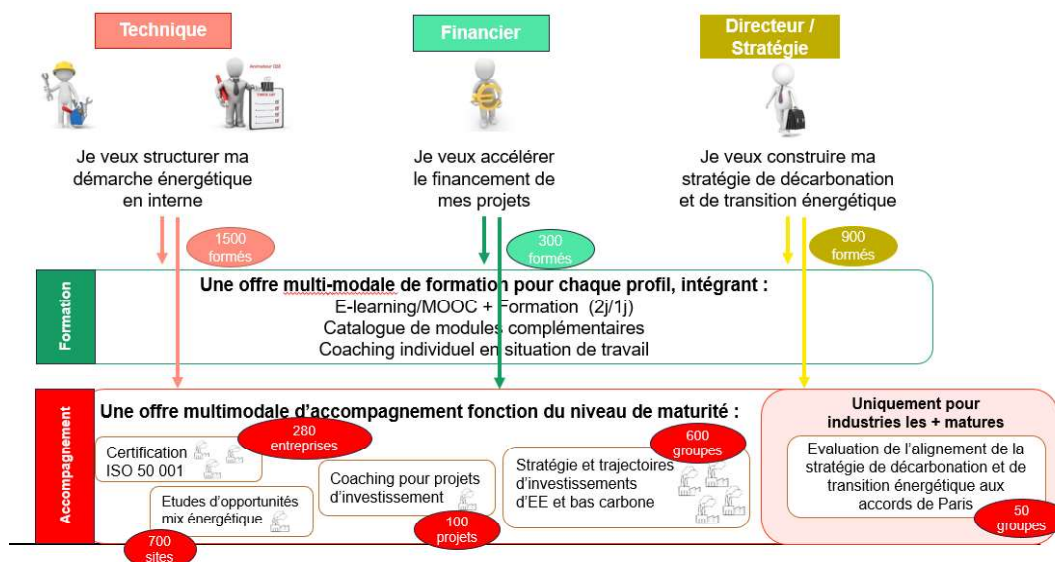 Technique
Financier
Directeur /
Stratégie
Je veux structurer ma
démarche énergétique
en interne
Je veux accélérer
le financement de
mes projets
Je veux construire ma
stratégie de décarbonation
et de transition énergétique
1500
formés
300
formés
900
formés
Formation
Une offre multi-modale de formation pour chaque profil, intégrant :
E-learning/MOOC + Formation (2j/1j)
Catalogue de modules complémentaires
Coaching individuel en situation de travail
Accompagnement
Une offre multimodale d'accompagnement fonction du niveau de maturité :
Certification
ISO 50 001
280
entreprises
Etudes d'opportunités
mix énergétique
700
sites
Coaching pour projets
d'investissement
100
projets
Stratégie et trajectoires
d'investissements
d'EE et bas carbone
600
groupes
Uniquement pour
industries les + matures
Evaluation de l'alignement de la
stratégie de décarbonation et de
transition énergétique aux
accords de Paris
50
groupes